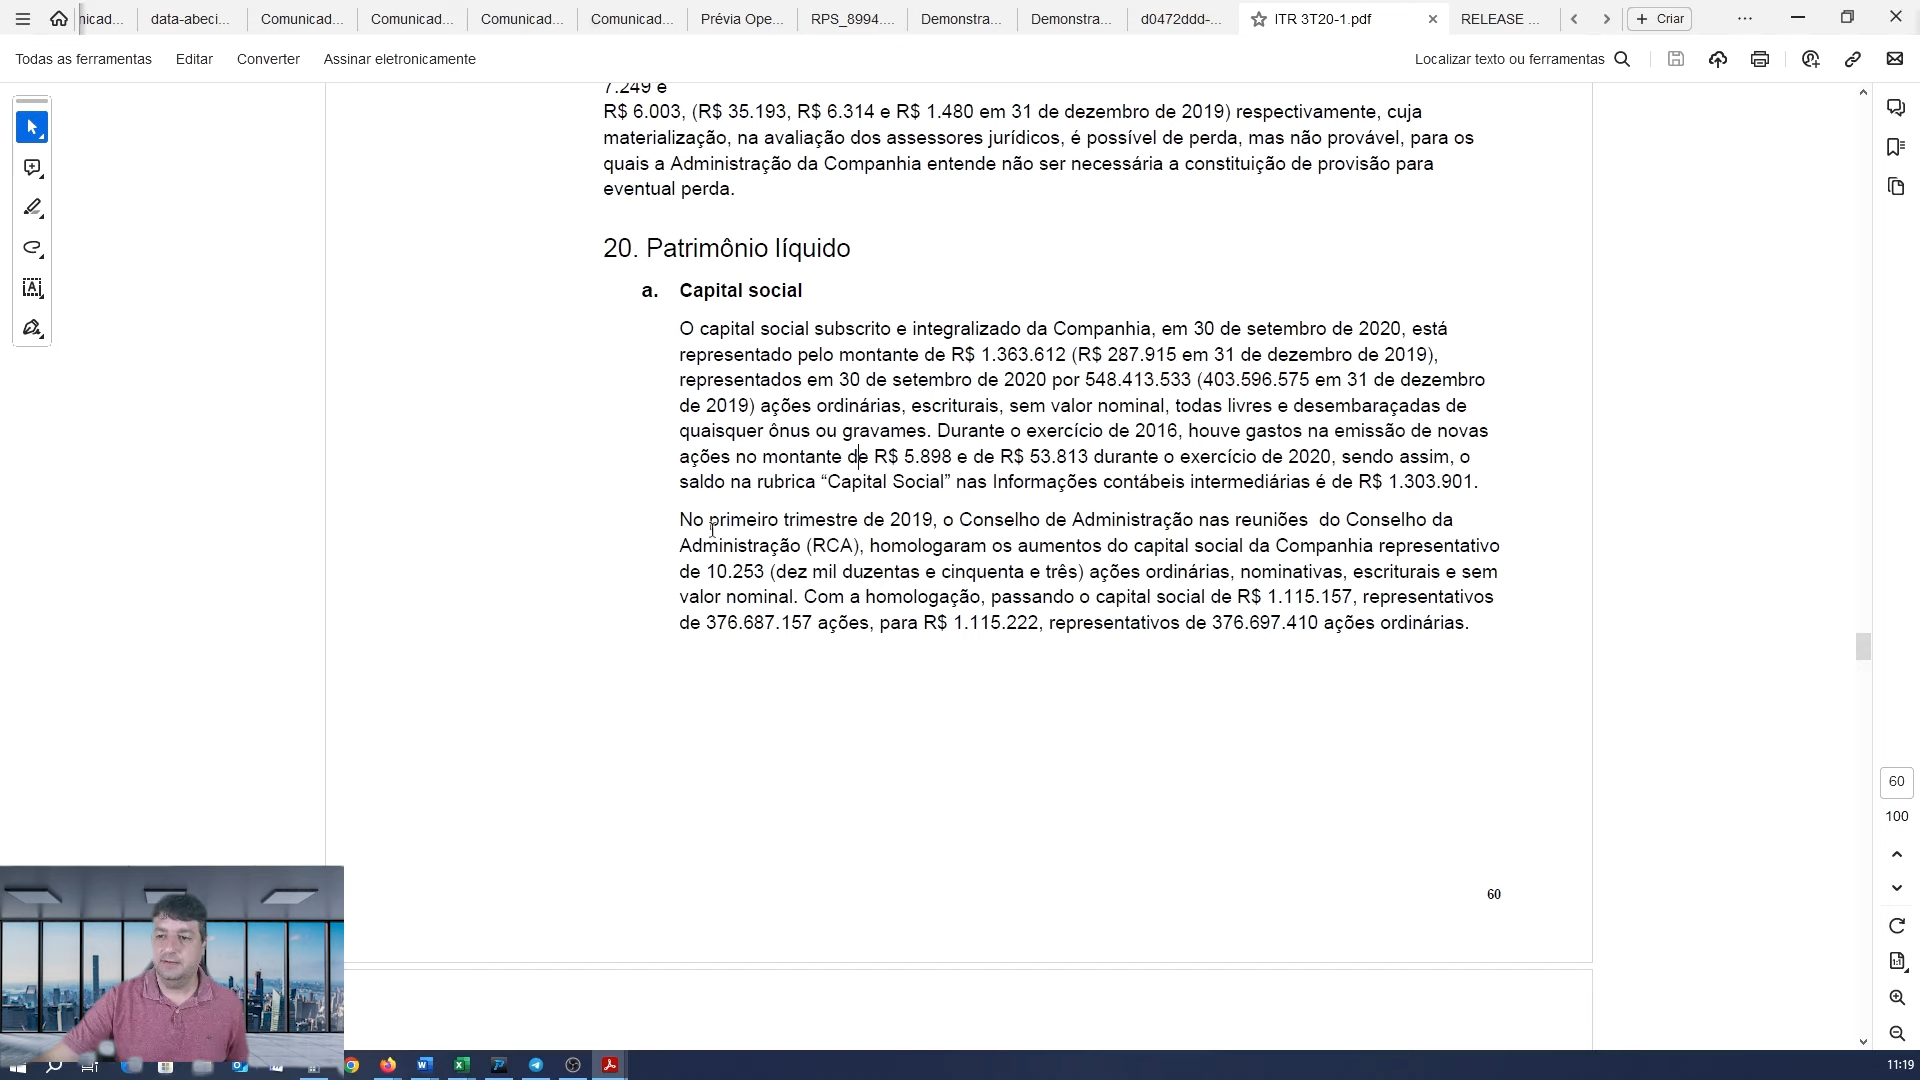 nicad...
data-abeci...
Comunicad...
Comunicad...
Comunicad...
Comunicad...
Prévia Ope...
RPS_8994....
Demonstra...
Demonstra...
d0472ddd-...
ITR 3T20-1.pdf
RELEASE ...
Criar
Todas as ferramentas
Editar
Converter
Assinar eletronicamente
Localizar texto ou ferramentas
7.249 e
R$ 6.003, (R$ 35.193, R$ 6.314 e R$ 1.480 em 31 de dezembro de 2019) respectivamente, cuja
materialização, na avaliação dos assessores jurídicos, é possível de perda, mas não provável, para os
quais a Administração da Companhia entende não ser necessária a constituição de provisão para
eventual perda.
20. Patrimônio líquido
a. Capital social
O capital social subscrito e integralizado da Companhia, em 30 de setembro de 2020, está
representado pelo montante de R$ 1.363.612 (R$ 287.915 em 31 de dezembro de 2019),
representados em 30 de setembro de 2020 por 548.413.533 (403.596.575 em 31 de dezembro
de 2019) ações ordinárias, escriturais, sem valor nominal, todas livres e desembaraçadas de
quaisquer ônus ou gravames. Durante o exercício de 2016, houve gastos na emissão de novas
ações no montante de R$ 5.898 e de R$ 53.813 durante o exercício de 2020, sendo assim, o
saldo na rubrica “Capital Social” nas Informações contábeis intermediárias é de R$ 1.303.901.
No primeiro trimestre de 2019, o Conselho de Administração nas reuniões do Conselho da
Administração (RCA), homologaram os aumentos do capital social da Companhia representativo
de 10.253 (dez mil duzentas e cinquenta e três) ações ordinárias, nominativas, escriturais e sem
valor nominal. Com a homologação, passando o capital social de R$ 1.115.157, representativos
de 376.687.157 ações, para R$ 1.115.222, representativos de 376.697.410 ações ordinárias.
60
60
100
11:19